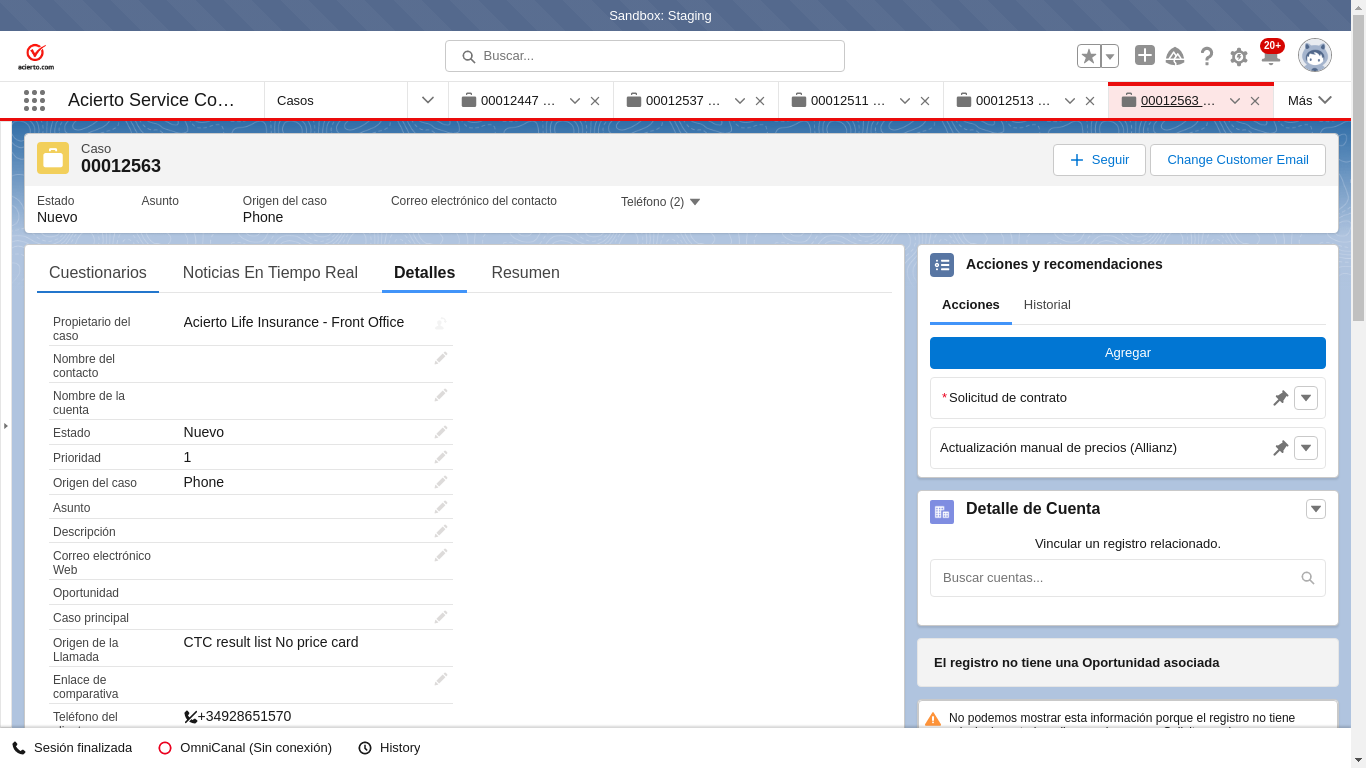 Sandbox: Staging
acierto.com
Buscar...
20+
Acierto Service Co…
Casos
00012447 …
00012537 …
00012511 …
00012513 …
00012563 …
Más
Caso
00012563
Seguir
Change Customer Email
Estado
Nuevo
Asunto
Origen del caso
Phone
Correo electrónico del contacto
Teléfono (2)
Cuestionarios
Noticias En Tiempo Real
Detalles
Resumen
Propietario del
caso
Acierto Life Insurance - Front Office
Nombre del
contacto
Nombre de la
cuenta
Estado
Nuevo
Prioridad
1
Origen del caso
Phone
Asunto
Descripción
Correo electrónico
Web
Oportunidad
Caso principal
Origen de la
Llamada
CTC result list No price card
Enlace de
comparativa
Teléfono del
+34928651570
Acciones y recomendaciones
Acciones
Historial
Agregar
*Solicitud de contrato
Actualización manual de precios (Allianz)
Detalle de Cuenta
Vincular un registro relacionado.
Buscar cuentas...
El registro no tiene una Oportunidad asociada
No podemos mostrar esta información porque el registro no tiene
Sesión finalizada
OmniCanal (Sin conexión)
History